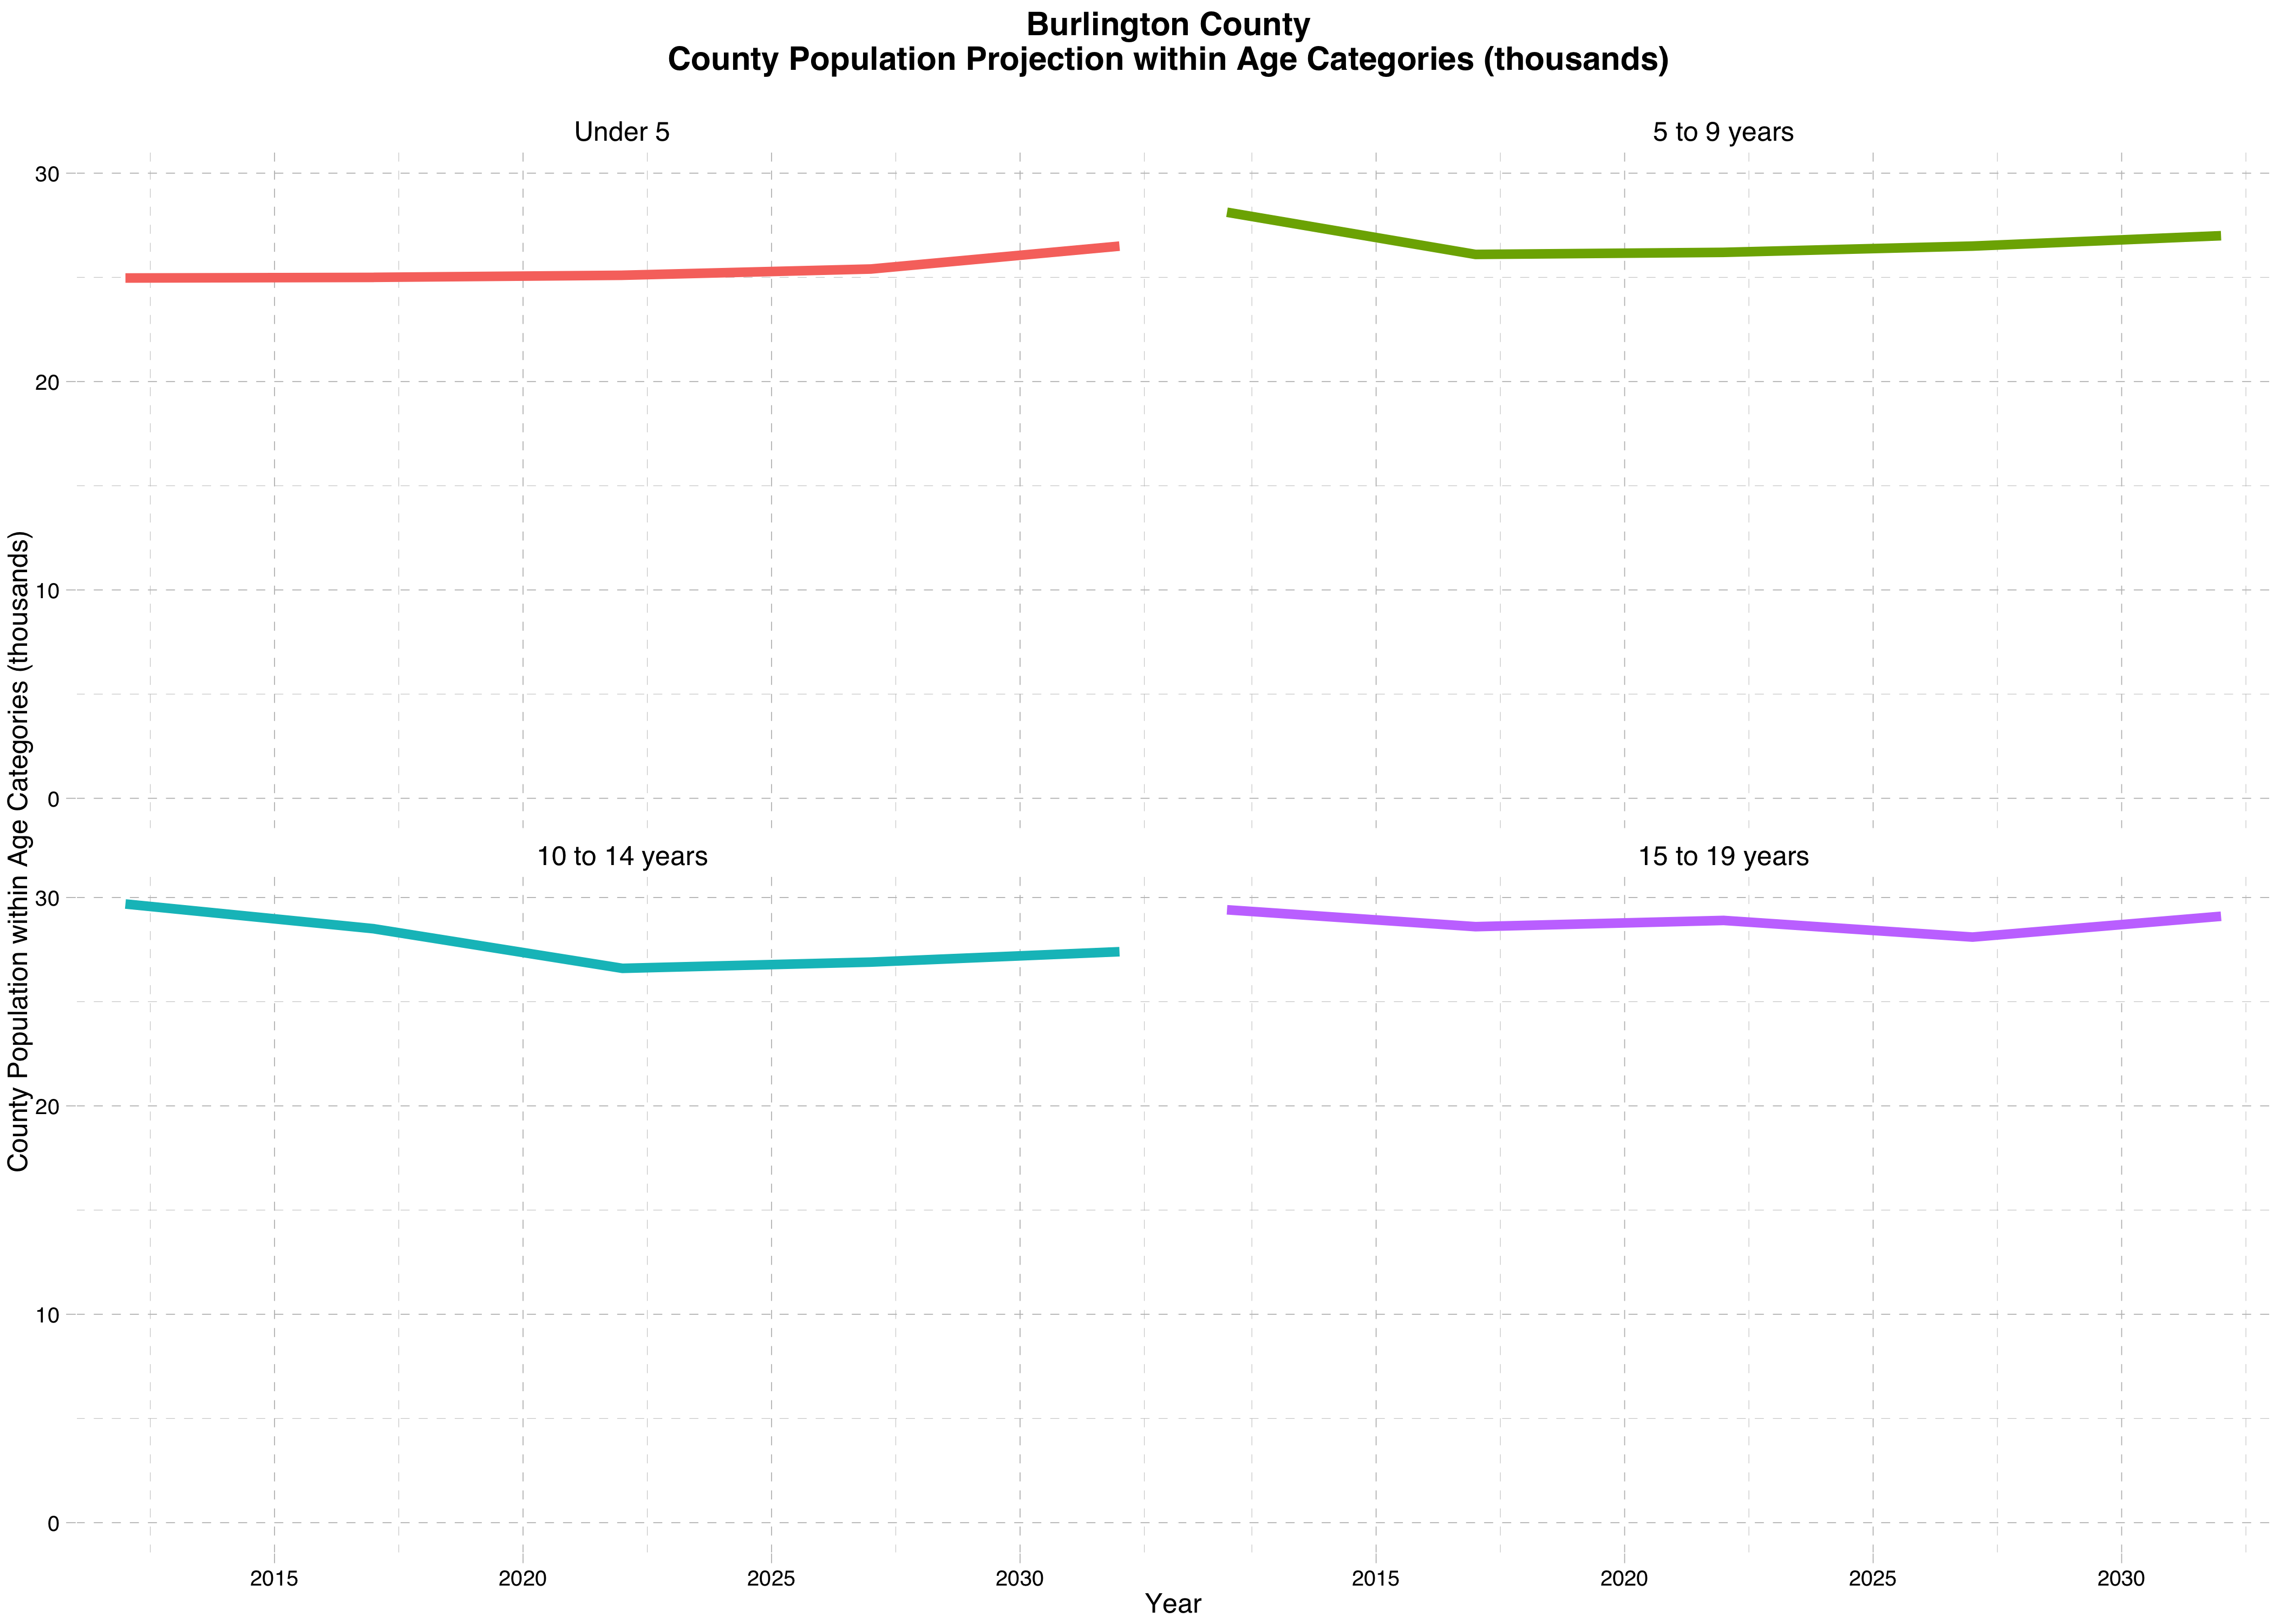 Burlington County
County Population Projection within Age Categories (thousands)
Under 5
5 to 9 years
30
20
10
0
10 to 14 years
15 to 19 years
30
20
10
0
County Population within Age Categories (thousands)
2015 2020 2025 2030 2015 2020 2025 2030
Year